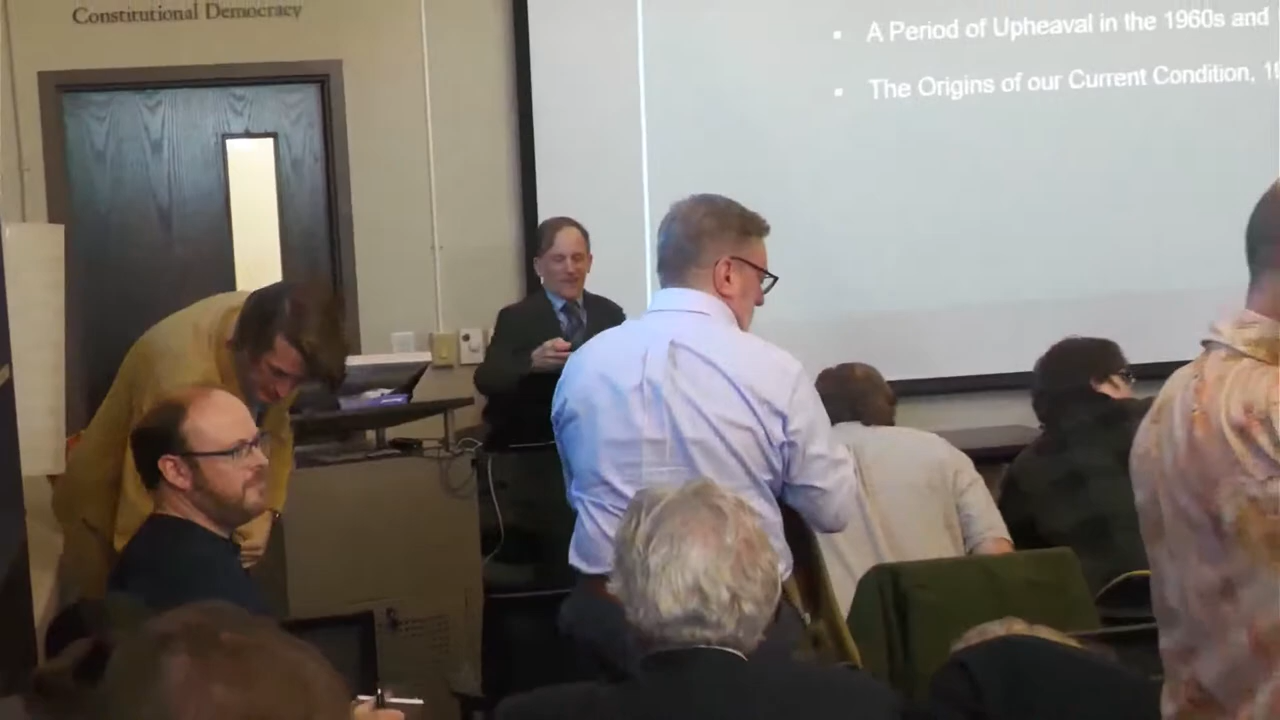 Constitutional Democracy
A Period of Upheaval in the 1960s and
The Origins of our Current Condition,